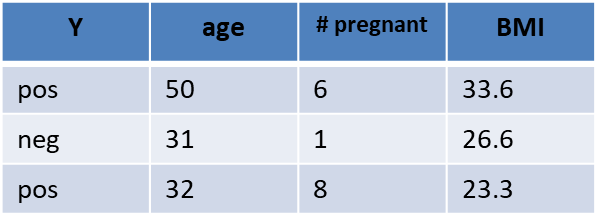 Y age # pregnant BMI
pos 50 6 33.6
neg 31 1 26.6
pos 32 8 23.3